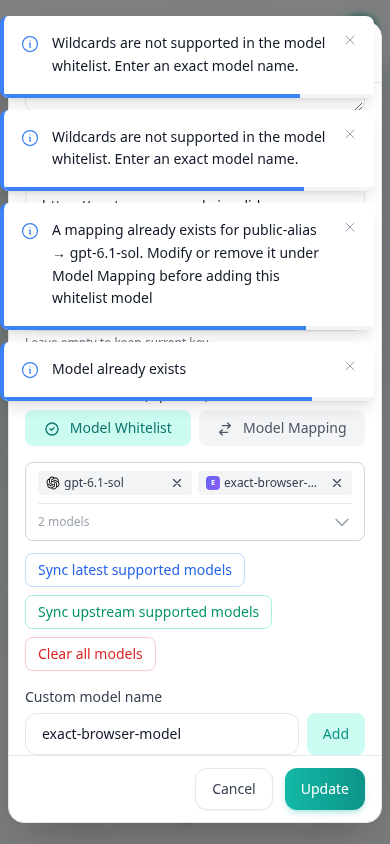 Wildcards are not supported in the model
whitelist. Enter an exact model name.
Wildcards are not supported in the model
whitelist. Enter an exact model name.
A mapping already exists for public-alias
→ gpt-6.1-sol. Modify or remove it under
Model Mapping before adding this
whitelist model
Model already exists
Model Whitelist
Model Mapping
gpt-6.1-sol
E exact-browser-...
2 models
Sync latest supported models
Sync upstream supported models
Clear all models
Custom model name
exact-browser-model
Add
Cancel
Update